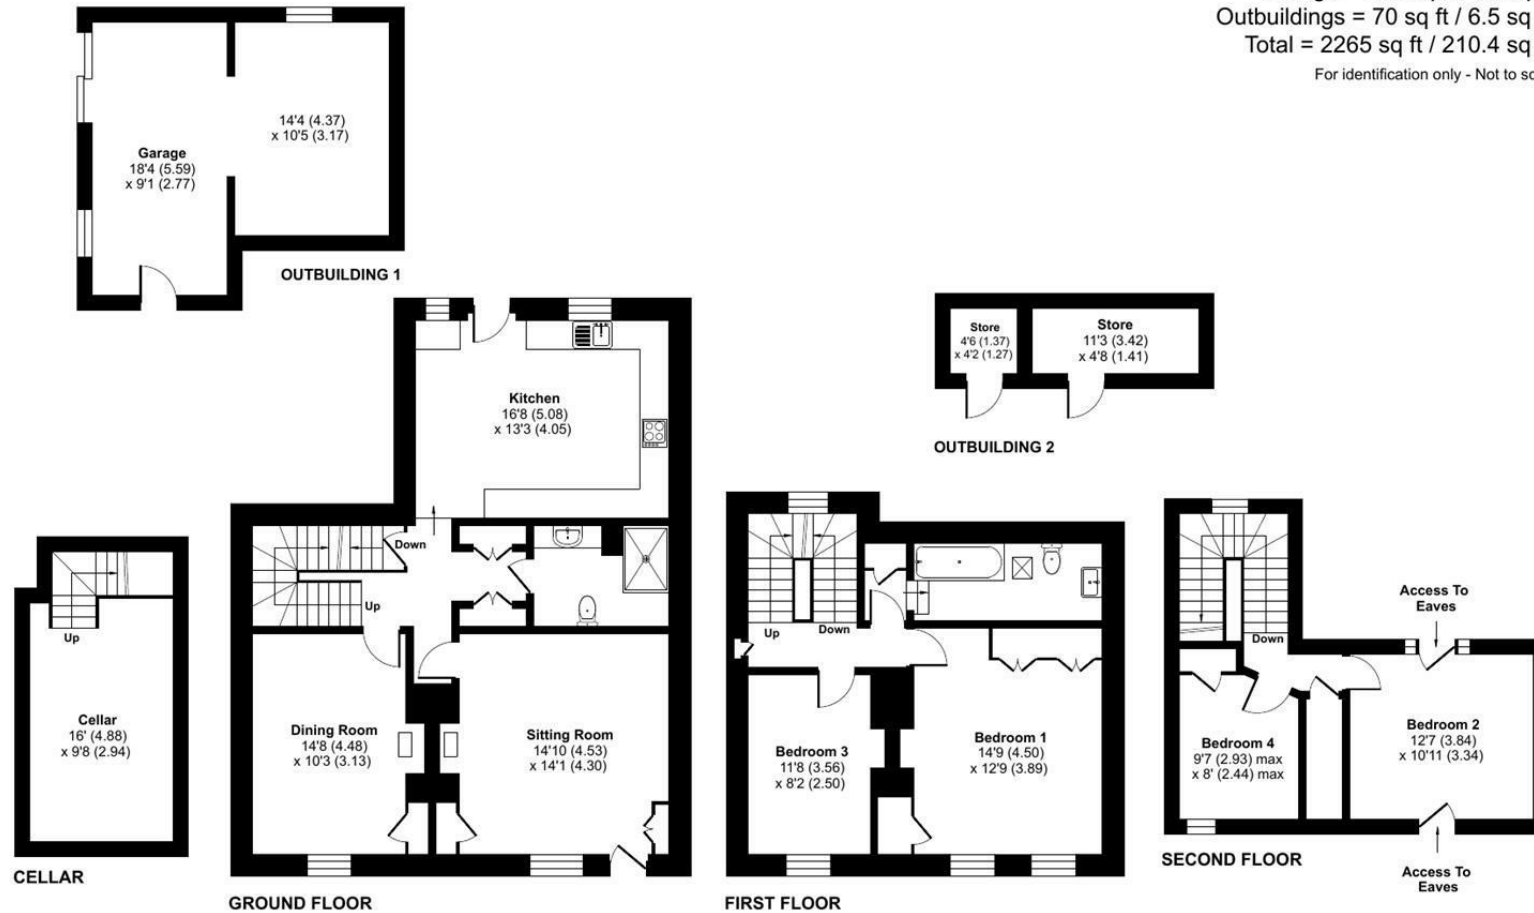 Outbuildings = 70 sq ft / 6.5 sq
Total = 2265 sq ft / 210.4 sq
For identification only - Not to sc
Garage
18'4 (5.59)
x 9'1 (2.77)
14'4 (4.37)
x 10'5 (3.17)
OUTBUILDING 1
Store
4'6 (1.37)
x 4'2 (1.27)
Store
11'3 (3.42)
x 4'8 (1.41)
OUTBUILDING 2
Up
Cellar
16' (4.88)
x 9'8 (2.94)
CELLAR
Kitchen
16'8 (5.08)
x 13'3 (4.05)
Down
Up
Dining Room
14'8 (4.48)
x 10'3 (3.13)
Sitting Room
14'10 (4.53)
x 14'1 (4.30)
GROUND FLOOR
Up
Down
Bedroom 3
11'8 (3.56)
x 8'2 (2.50)
Bedroom 1
14'9 (4.50)
x 12'9 (3.89)
FIRST FLOOR
Access To
Eaves
Down
Bedroom 4
9'7 (2.93) max
x 8' (2.44) max
Bedroom 2
12'7 (3.84)
x 10'11 (3.34)
SECOND FLOOR
Access To
Eaves